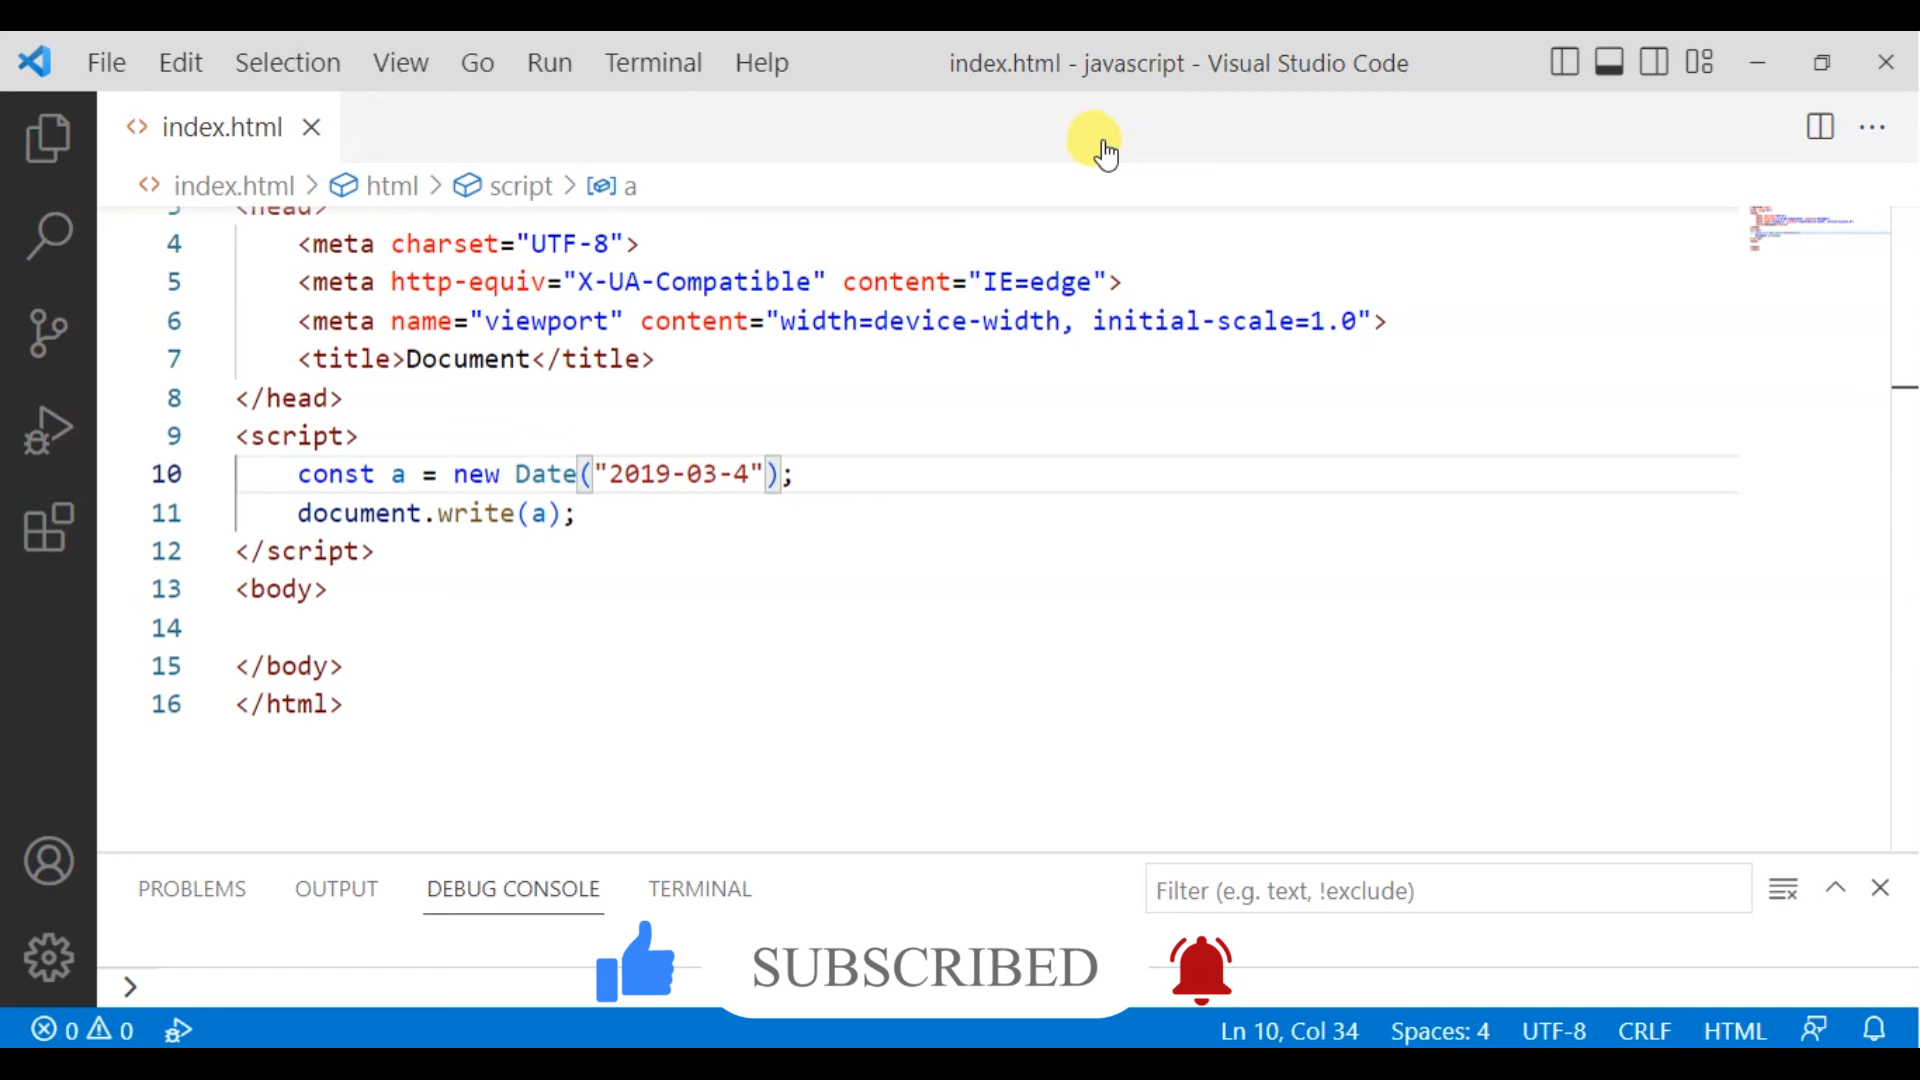 File Edit Selection View Go Run Terminal Help index.html - javascript - Visual Studio Code
index.html
index.html > html > script > a
3 <head>
4 <meta charset="UTF-8">
5 <meta http-equiv="X-UA-Compatible" content="IE=edge">
6 <meta name="viewport" content="width=device-width, initial-scale=1.0">
7 <title>Document</title>
8 </head>
9 <script>
10 const a = new Date("2019-03-4");
11 document.write(a);
12 </script>
13 <body>
14
15 </body>
16 </html>
PROBLEMS OUTPUT DEBUG CONSOLE TERMINAL Filter (e.g. text, !exclude)
SUBSCRIBED
>
0 0 Ln 10, Col 34 Spaces: 4 UTF-8 CRLF HTML